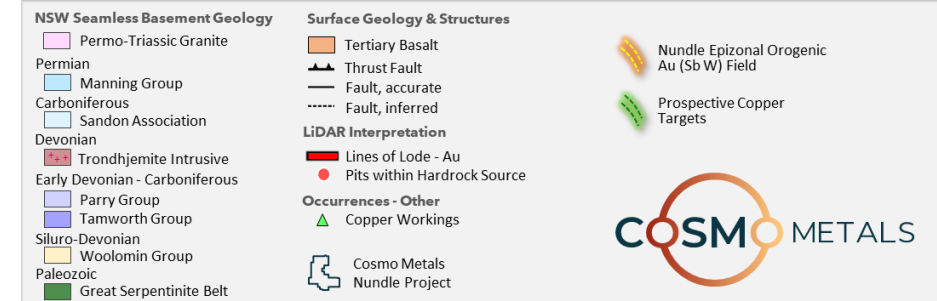 NSW Seamless Basement Geology
Permo-Triassic Granite
Permian
Manning Group
Carboniferous
Sandon Association
Devonian
Trondhjemite Intrusive
Early Devonian - Carboniferous
Parry Group
Tamworth Group
Siluro-Devonian
Woolomin Group
Paleozoic
Great Serpentinite Belt
Surface Geology & Structures
Tertiary Basalt
Thrust Fault
Fault, accurate
Fault, inferred
LiDAR Interpretation
Lines of Lode - Au
Pits within Hardrock Source
Occurrences - Other
Copper Workings
Cosmo Metals
Nundle Project
Nundle Epizonal Orogenic
Au (Sb W) Field
Prospective Copper
Targets
COSMO METALS